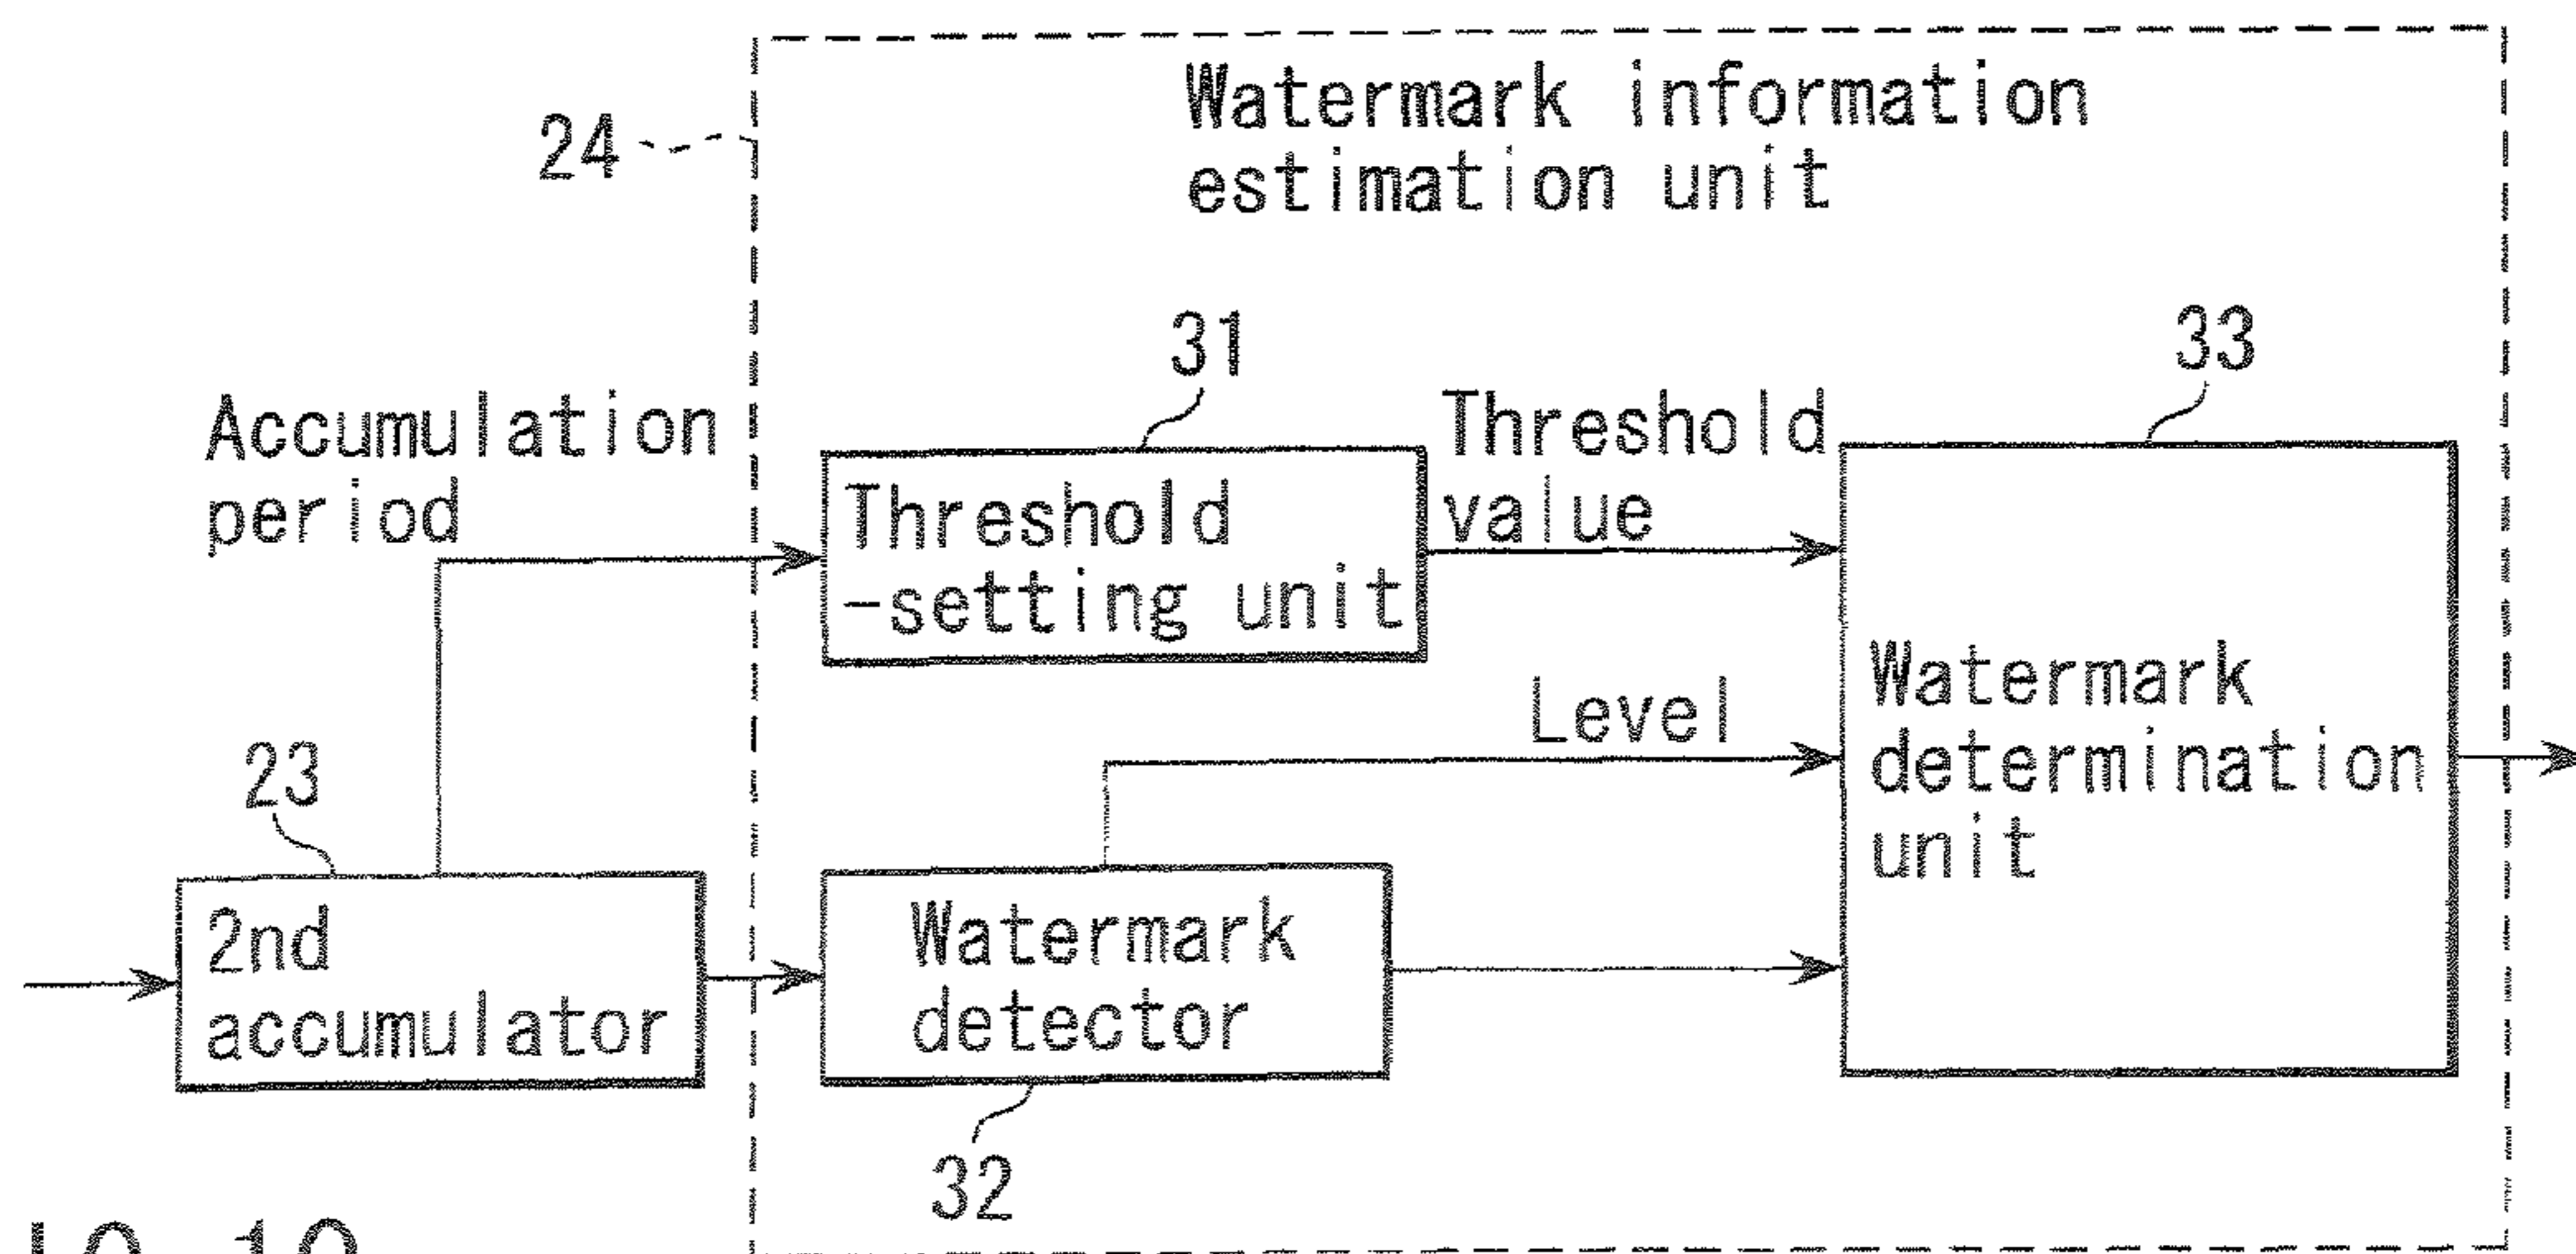 Watermark information
estimation unit
24
31
33
Accumulation
period
Threshold
-setting unit
Threshold
value
Level
Watermark
determination
unit
23
2nd
accumulator
Watermark
detector
32